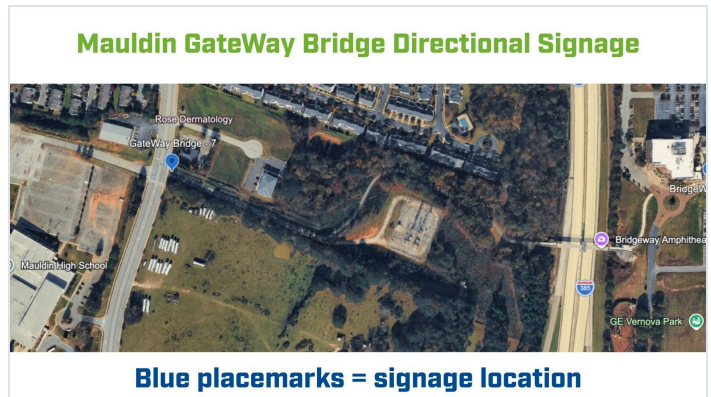 Mauldin GateWay Bridge Directional Signage
Rose Dermatology
GateWay Bridge - 7
BridgeW
Mauldin High School
Bridgeway Amphithea
385
GE Vernova Park
Blue placemarks = signage location